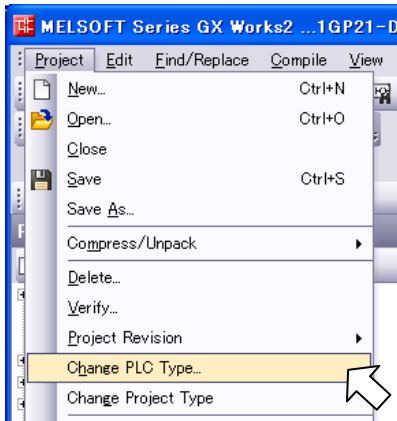 MELSOFT Series GX Works2 ...1GP21-D
Project Edit Find/Replace Compile View
New... Ctrl+N
Open... Ctrl+O
Close
Save Ctrl+S
Save As...
Compress/Unpack
Delete...
Verify...
Project Revision
Change PLC Type...
Change Project Type